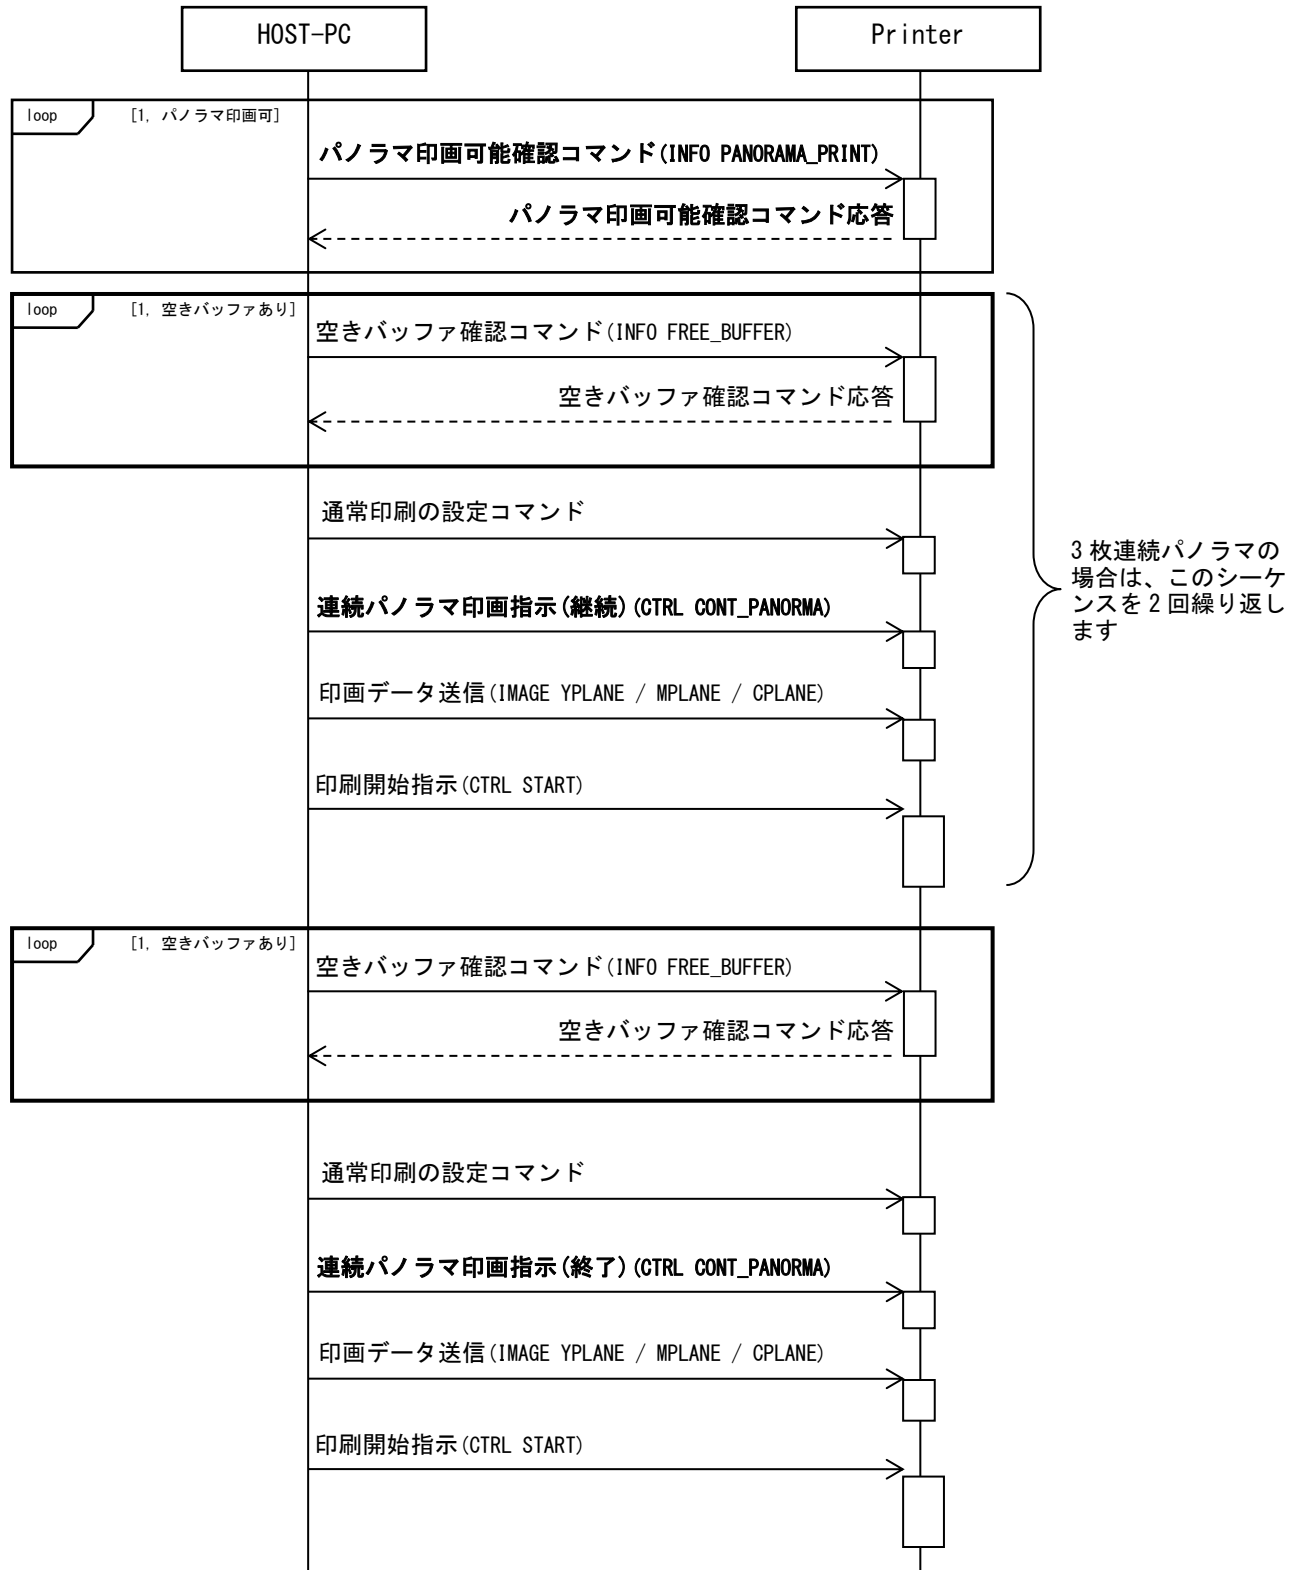 HOST-PC
Printer
loop
[1, パノラマ印画可]
パノラマ印画可能確認コマンド(INFO PANORAMA_PRINT)
パノラマ印画可能確認コマンド応答
loop
[1, 空きバッファあり]
空きバッファ確認コマンド(INFO FREE_BUFFER)
空きバッファ確認コマンド応答
通常印刷の設定コマンド
連続パノラマ印画指示(継続)(CTRL CONT_PANORMA)
印画データ送信(IMAGE YPLANE / MPLANE / CPLANE)
印刷開始指示(CTRL START)
3枚連続パノラマの
場合は、このシーケ
ンスを2回繰り返し
ます
loop
[1, 空きバッファあり]
空きバッファ確認コマンド(INFO FREE_BUFFER)
空きバッファ確認コマンド応答
通常印刷の設定コマンド
連続パノラマ印画指示(終了)(CTRL CONT_PANORMA)
印画データ送信(IMAGE YPLANE / MPLANE / CPLANE)
印刷開始指示(CTRL START)